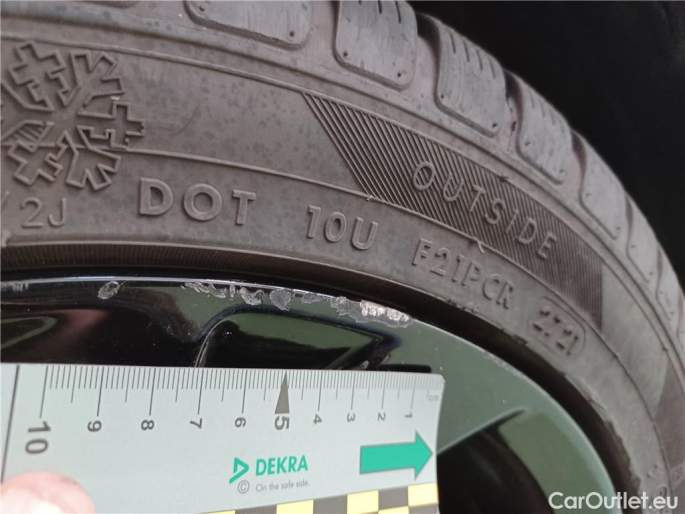 OUTSIDE
2J DOT 10U F21PCR 2721
10 9 8 7 6 5 4 3 2 1
DEKRA
© On the safe side.
CarOutlet.eu